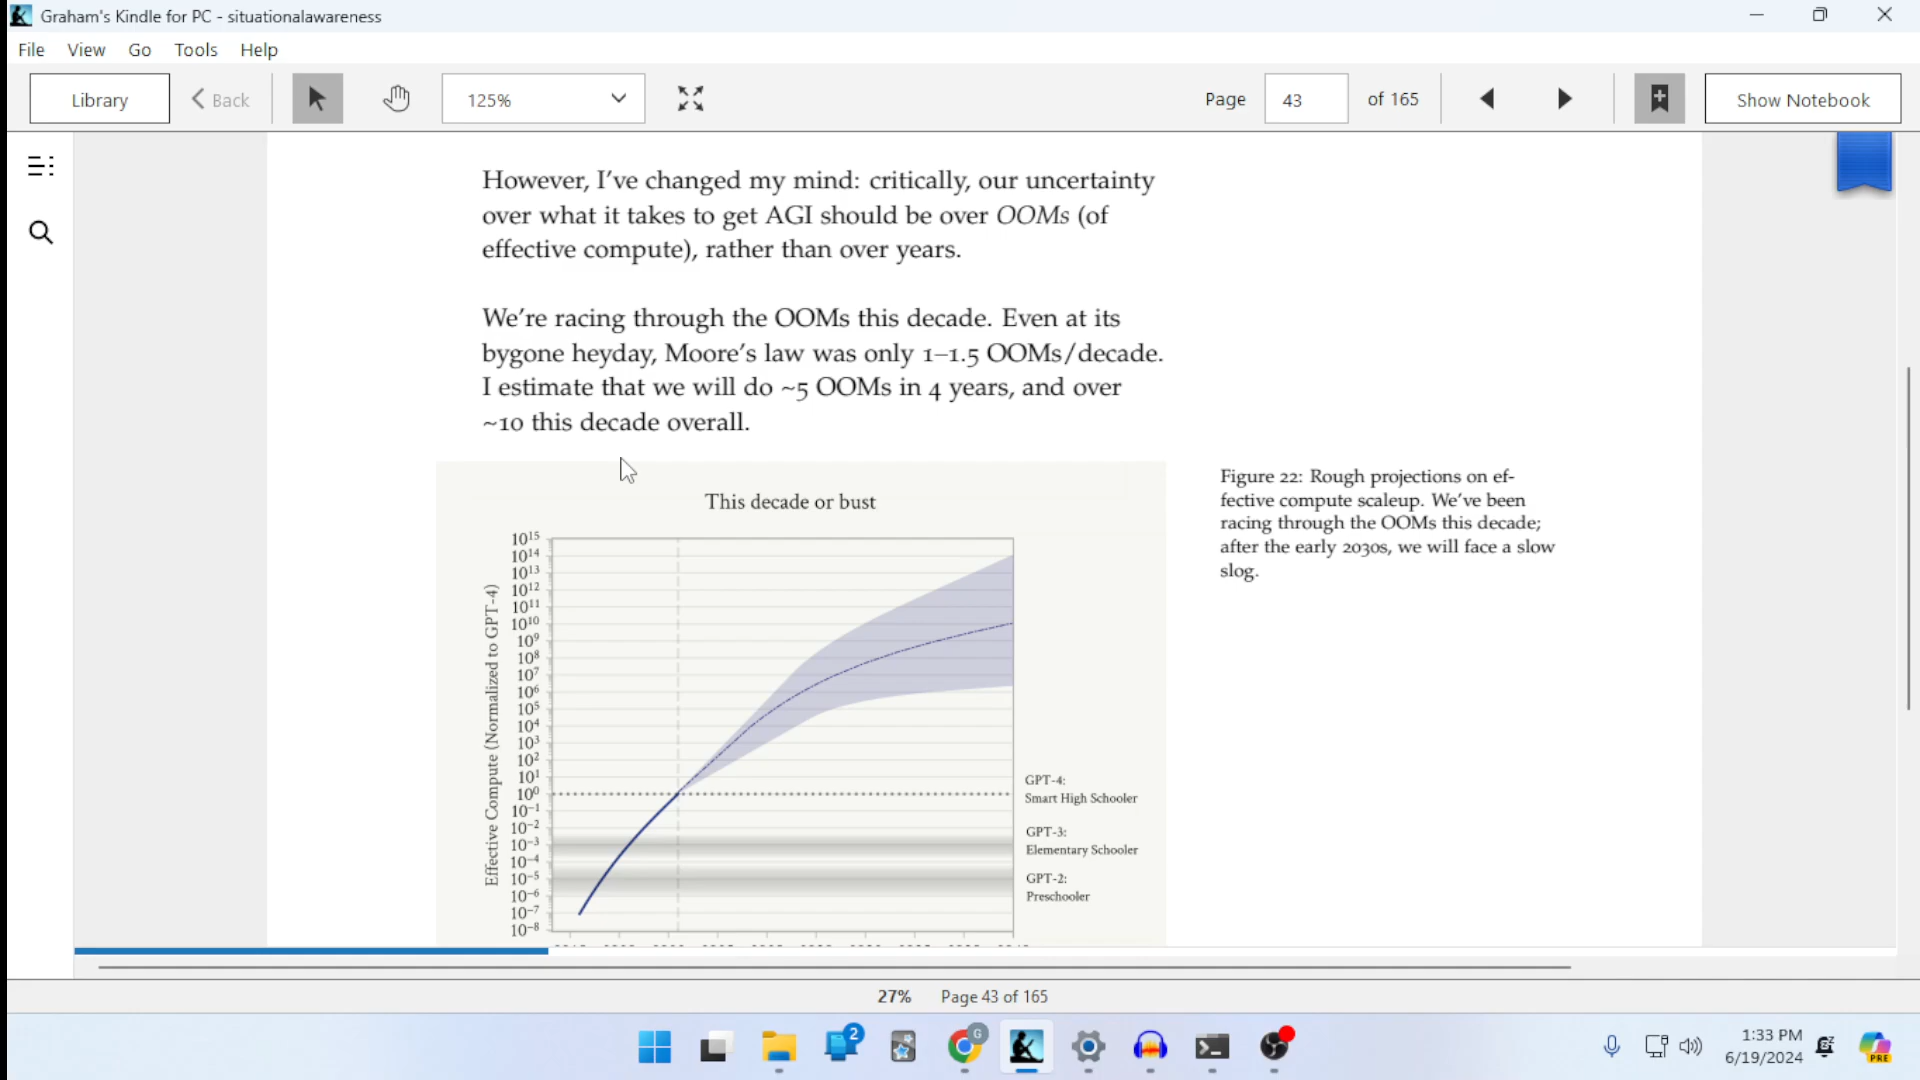 Graham's Kindle for PC - situationalawareness
File View Go Tools Help
Library Back 125% Page 43 of 165 Show Notebook
However, I've changed my mind: critically, our uncertainty
over what it takes to get AGI should be over OOMs (of
effective compute), rather than over years.
We're racing through the OOMs this decade. Even at its
bygone heyday, Moore's law was only 1–1.5 OOMs/decade.
I estimate that we will do ~5 OOMs in 4 years, and over
~10 this decade overall.
This decade or bust
Figure 22: Rough projections on ef-
fective compute scaleup. We've been
racing through the OOMs this decade;
after the early 2030s, we will face a slow
slog.
Effective Compute (Normalized to GPT-4)
10¹⁵
10¹⁴
10¹³
10¹²
10¹¹
10¹⁰
10⁹
10⁸
10⁷
10⁶
10⁵
10⁴
10³
10²
10¹
10⁰
10⁻¹
10⁻²
10⁻³
10⁻⁴
10⁻⁵
10⁻⁶
10⁻⁷
10⁻⁸
GPT-4:
Smart High Schooler
GPT-3:
Elementary Schooler
GPT-2:
Preschooler
27% Page 43 of 165
2
G
1:33 PM
6/19/2024
PRE